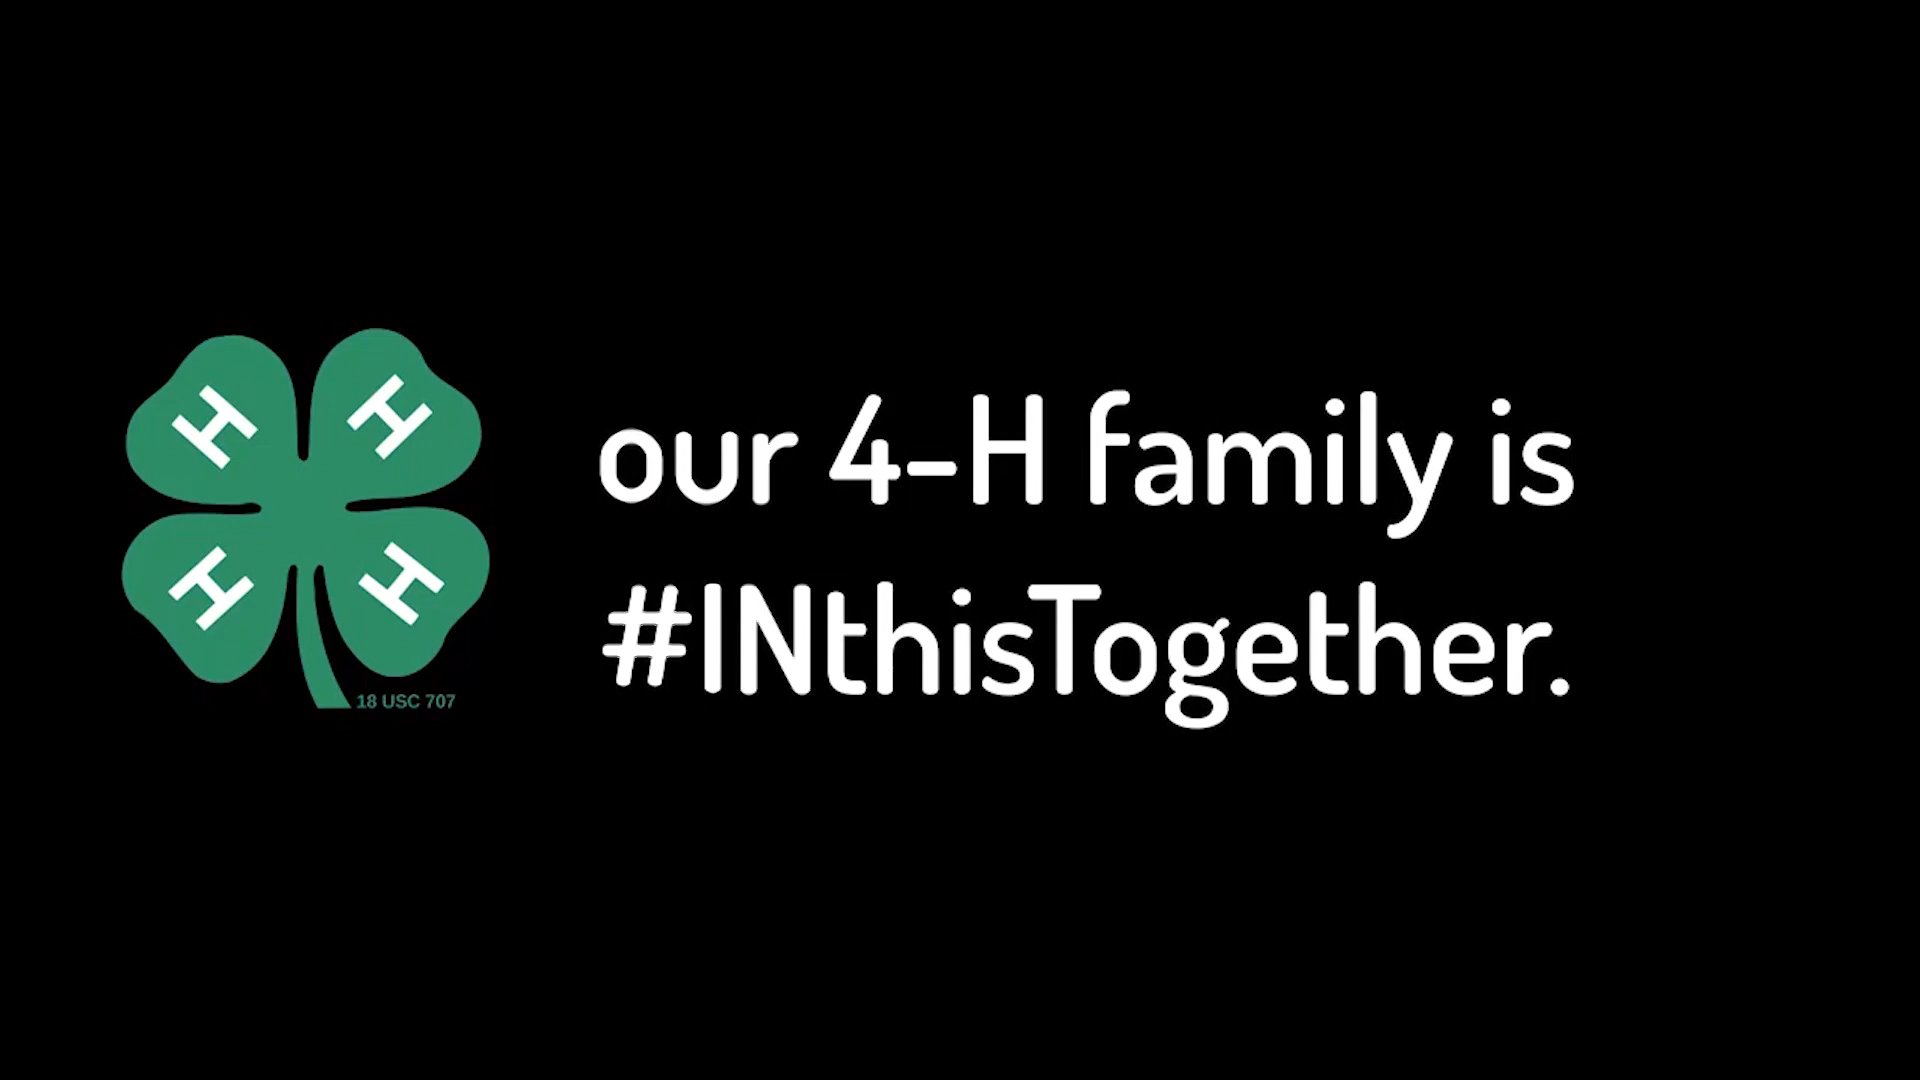 H H
H H
18 USC 707
our 4-H family is
#INthisTogether.